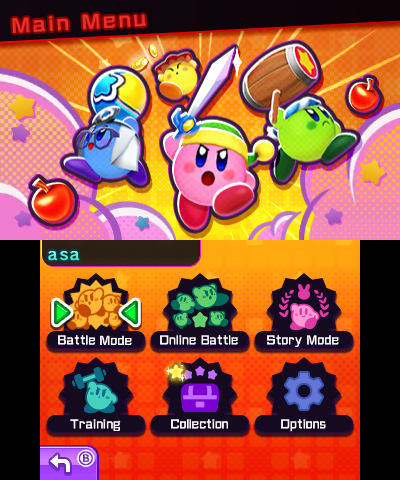 Main Menu
asa
Battle Mode
Online Battle
Story Mode
Training
Collection
Options
B